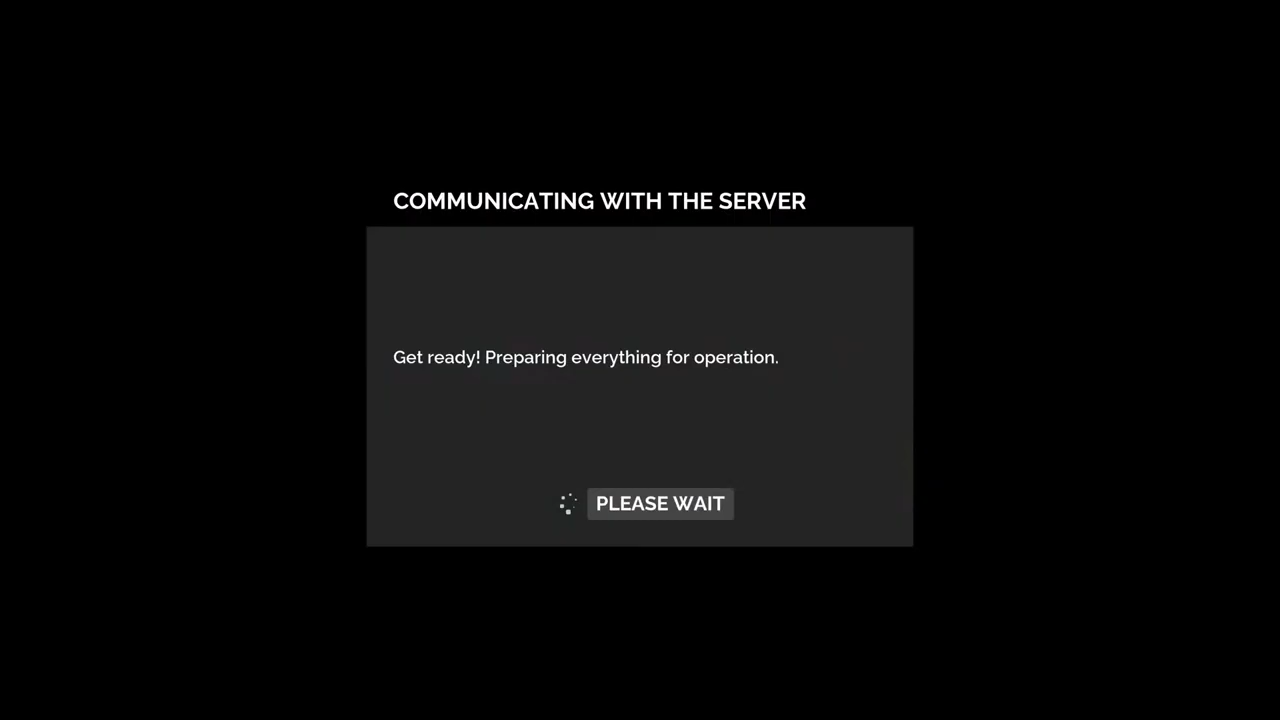 COMMUNICATING WITH THE SERVER
Get ready! Preparing everything for operation.
PLEASE WAIT